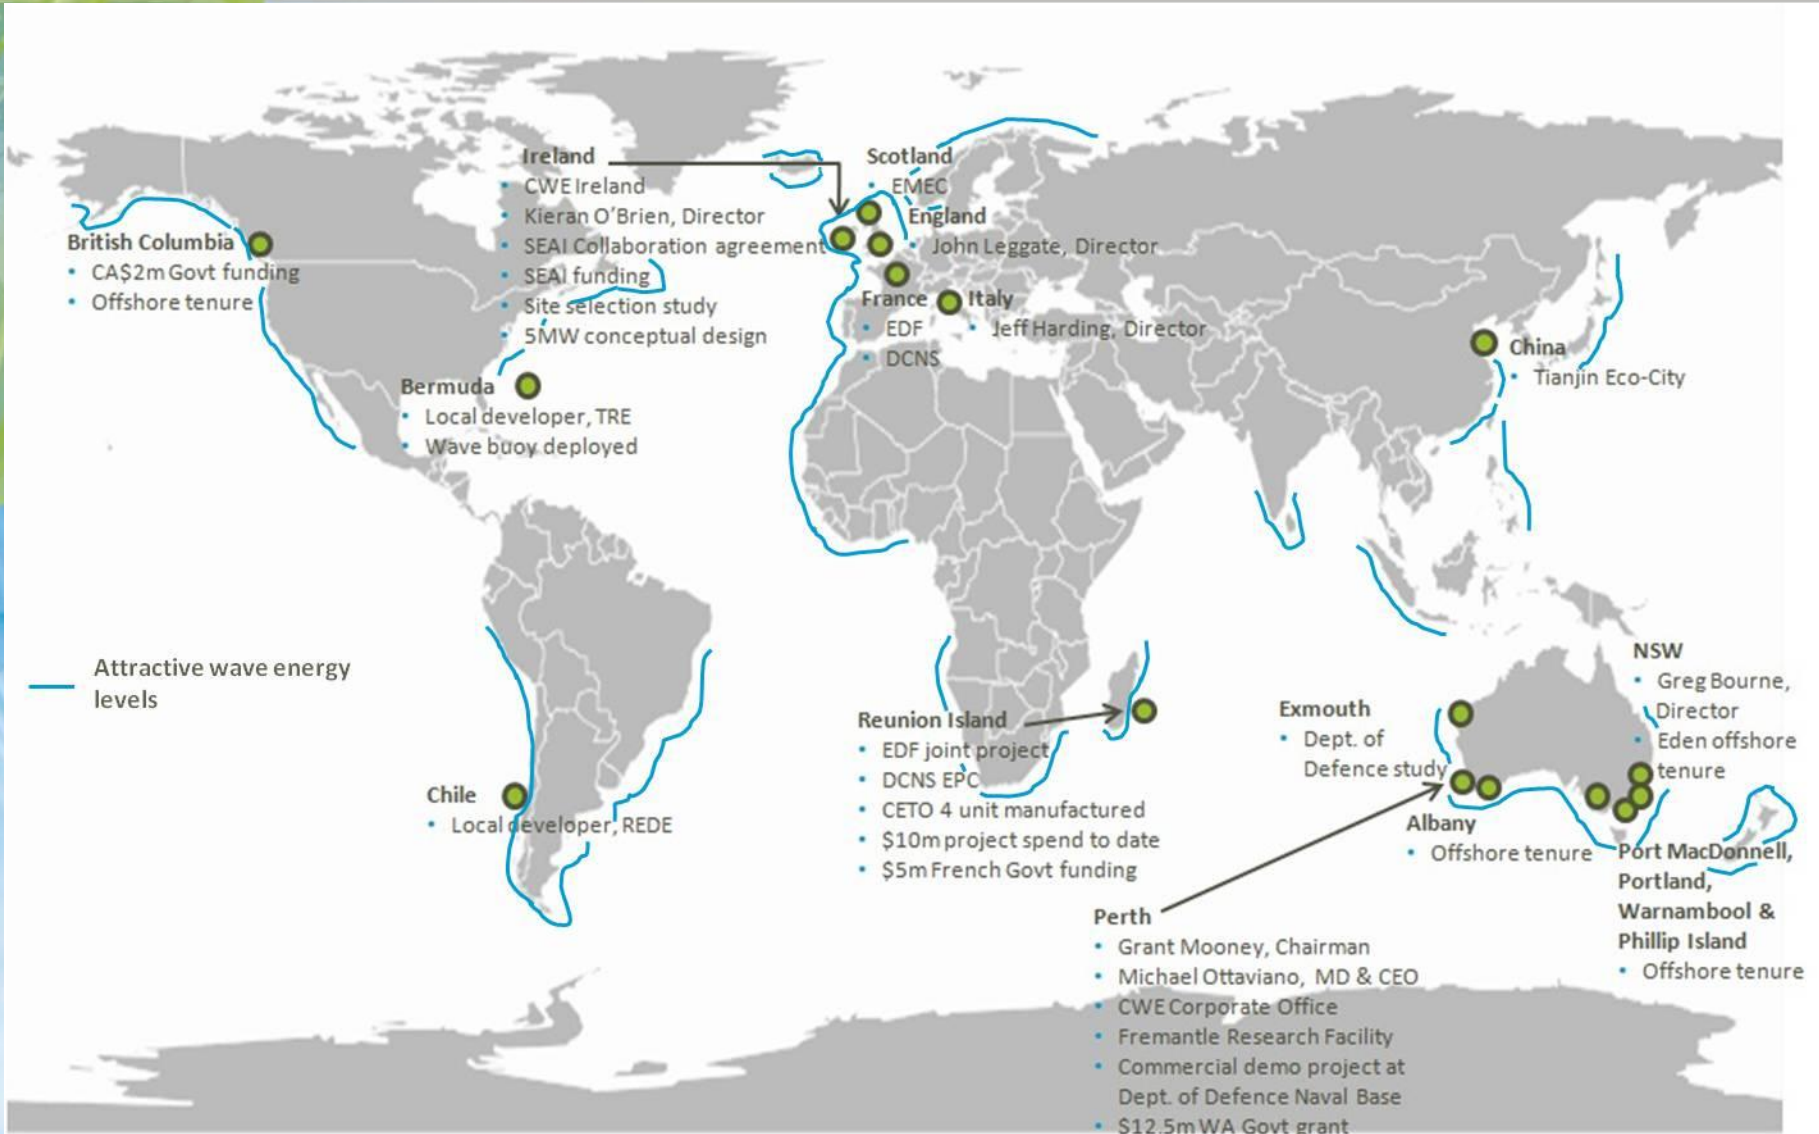 Ireland
• CWE Ireland
• Kieran O'Brien, Director
• SEAI Collaboration agreement
• SEAI funding
• Site selection study
• 5MW conceptual design
Scotland
• EMEC
England
• John Leggate, Director
British Columbia
• CA$2m Govt funding
• Offshore tenure
France
• EDF
• DCNS
Italy
• Jeff Harding, Director
China
• Tianjin Eco-City
Bermuda
• Local developer, TRE
• Wave buoy deployed
Attractive wave energy
levels
Chile
• Local developer, REDE
Reunion Island
• EDF joint project
• DCNS EPC
• CETO 4 unit manufactured
• $10m project spend to date
• $5m French Govt funding
Exmouth
• Dept. of
Defence study
NSW
• Greg Bourne,
Director
• Eden offshore
tenure
Albany
• Offshore tenure
Port MacDonnell,
Portland,
Warnambool &
Phillip Island
• Offshore tenure
Perth
• Grant Mooney, Chairman
• Michael Ottaviano, MD & CEO
• CWE Corporate Office
• Fremantle Research Facility
• Commercial demo project at
Dept. of Defence Naval Base
• $12.5m WA Govt grant